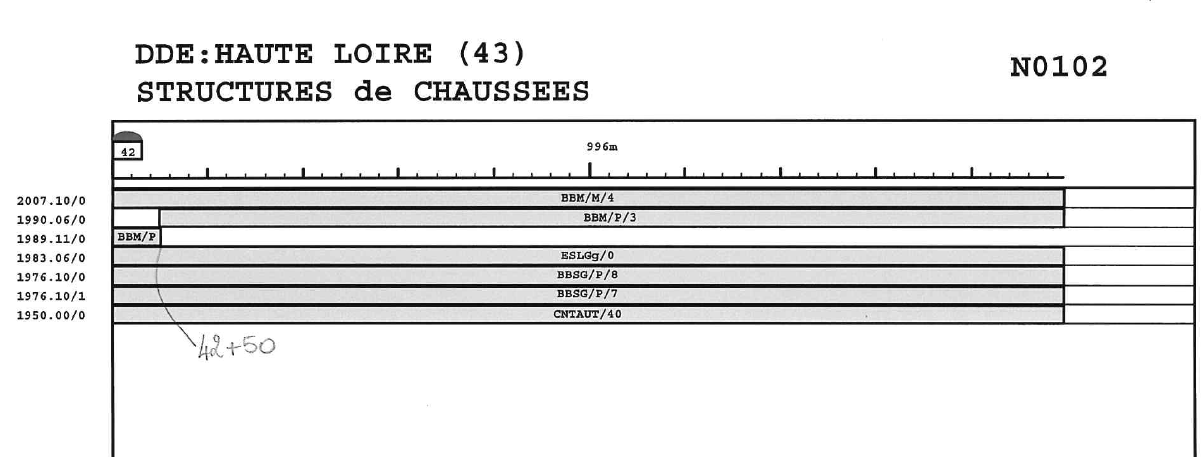 DDE:HAUTE LOIRE (43)
N0102
STRUCTURES de CHAUSSEES
42
996m
2007.10/0 BBM/M/4
1990.06/0 BBM/P/3
1989.11/0 BBM/P
1983.06/0 ESLGg/0
1976.10/0 BBSG/P/8
1976.10/1 BBSG/P/7
1950.00/0 CNTAUT/40
42+50